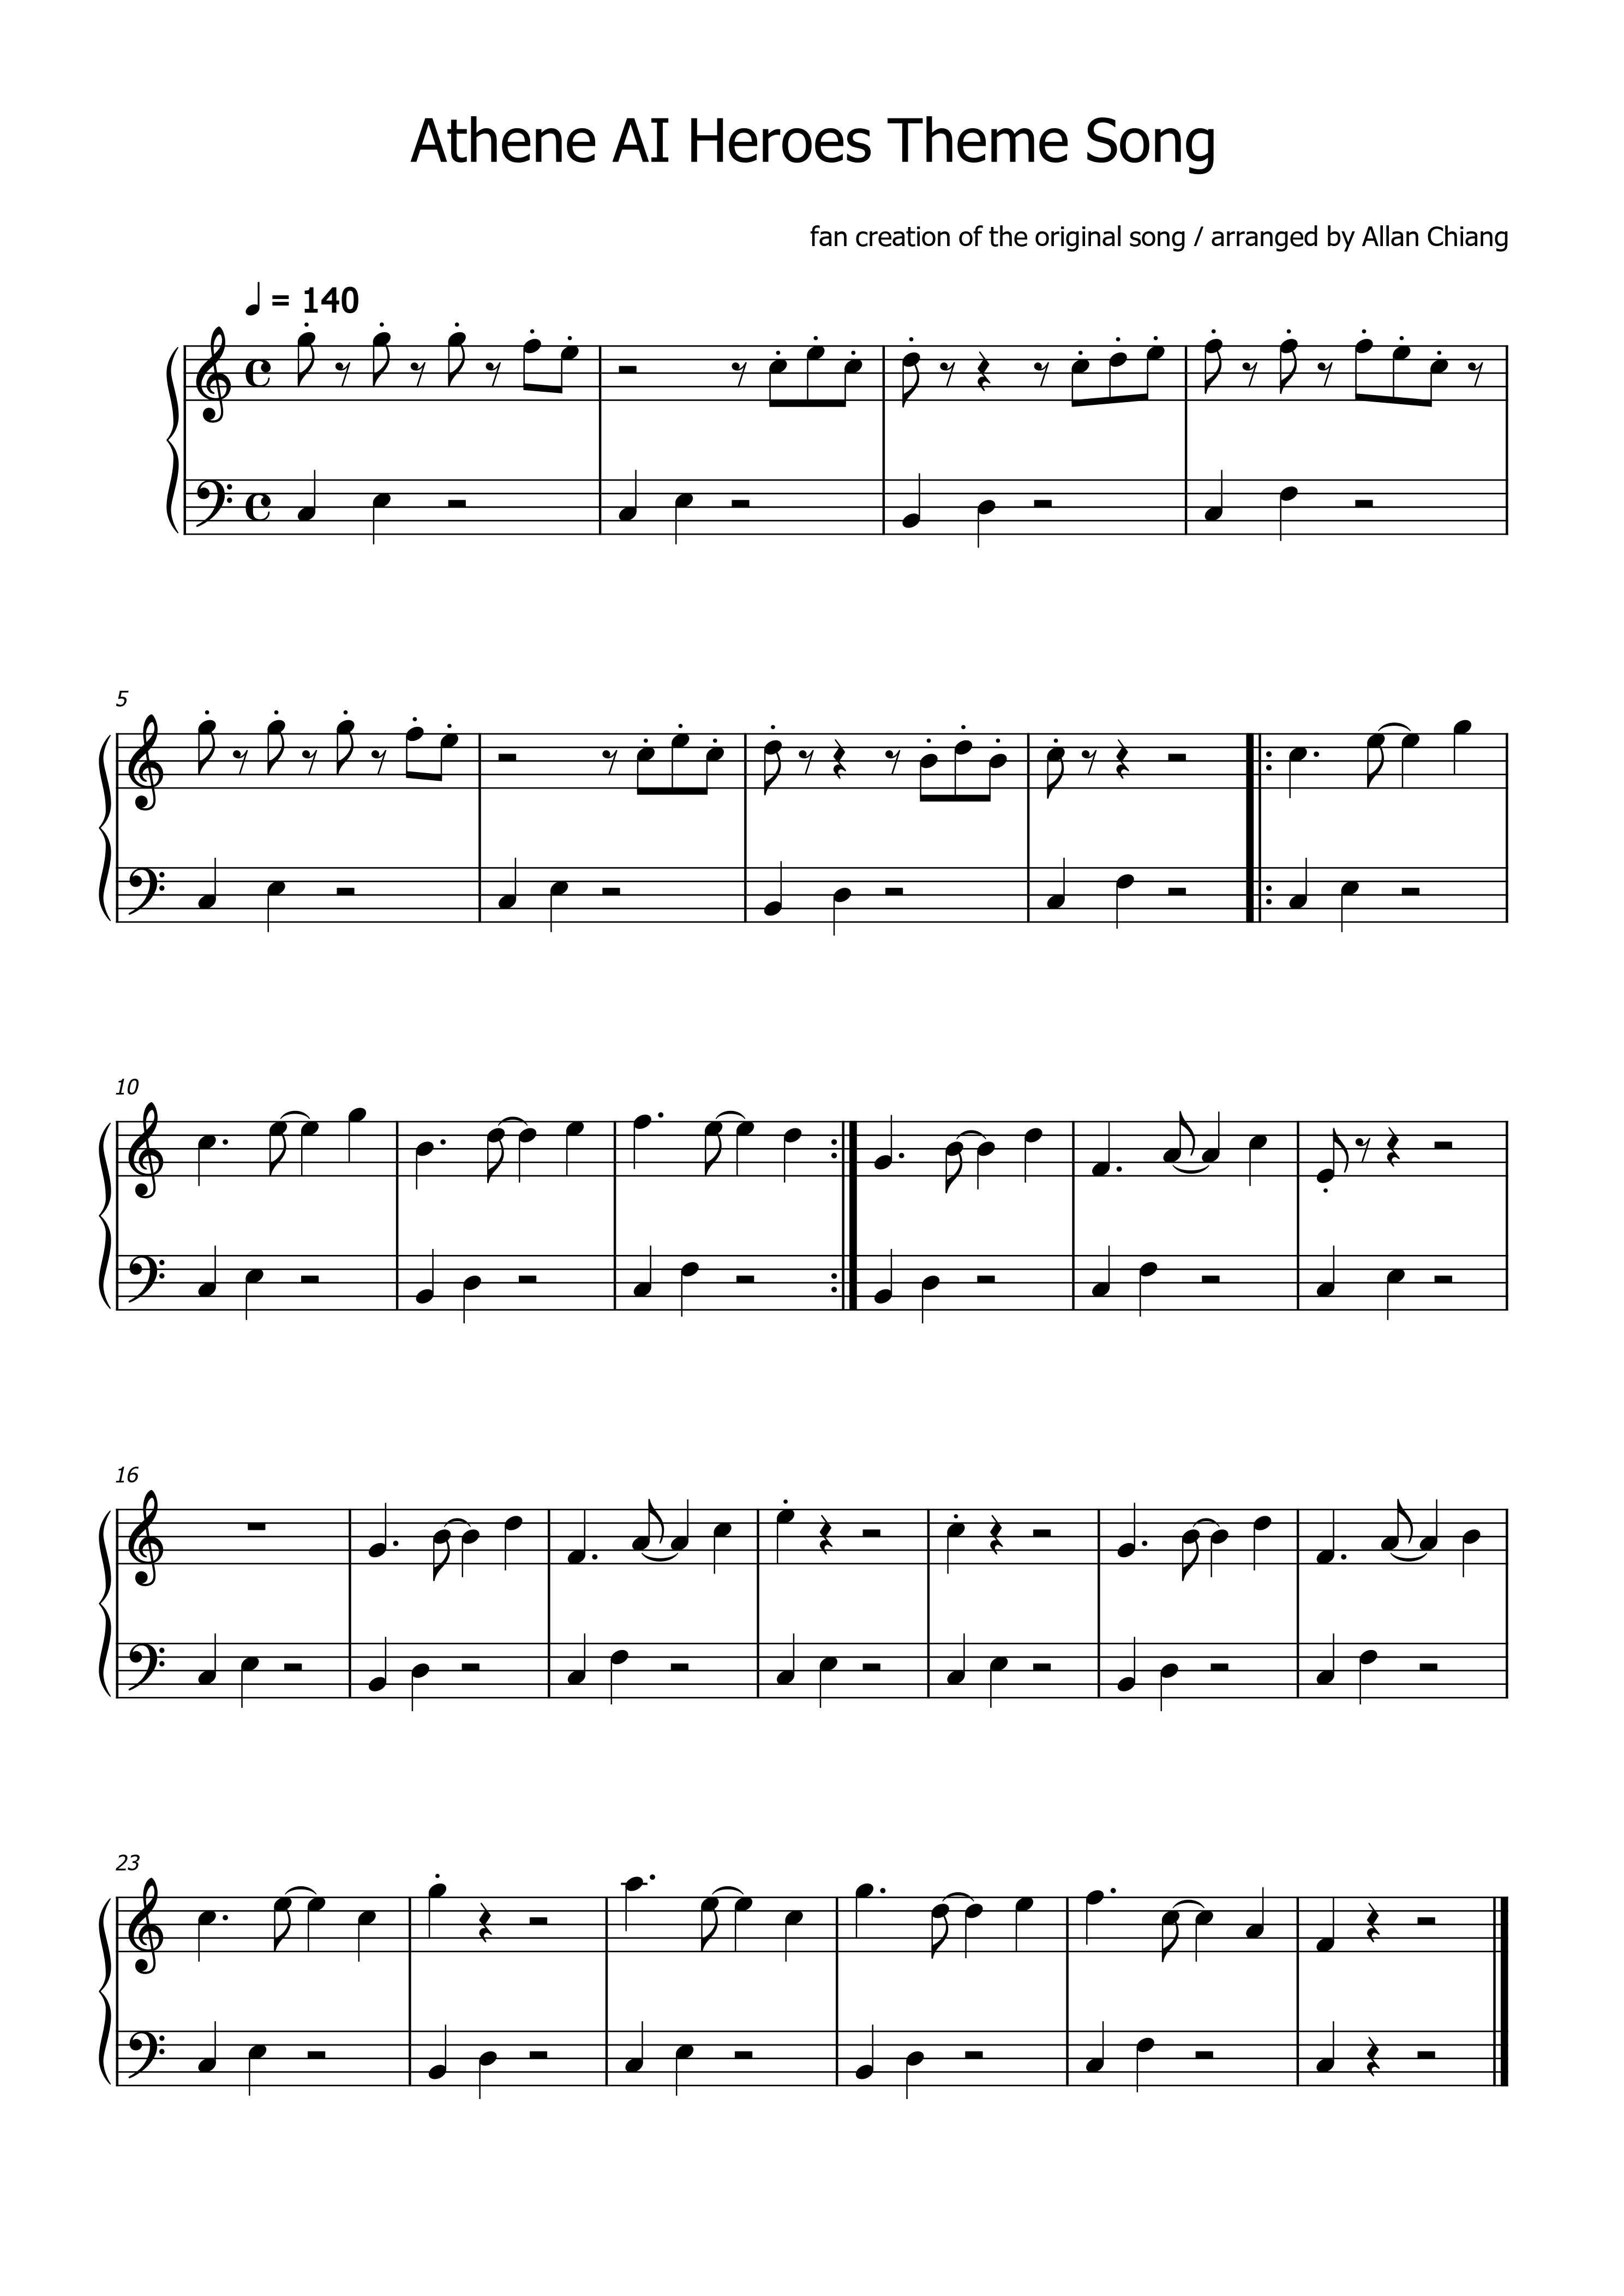 Athene AI Heroes Theme Song
fan creation of the original song / arranged by Allan Chiang
= 140
5
10
16
23